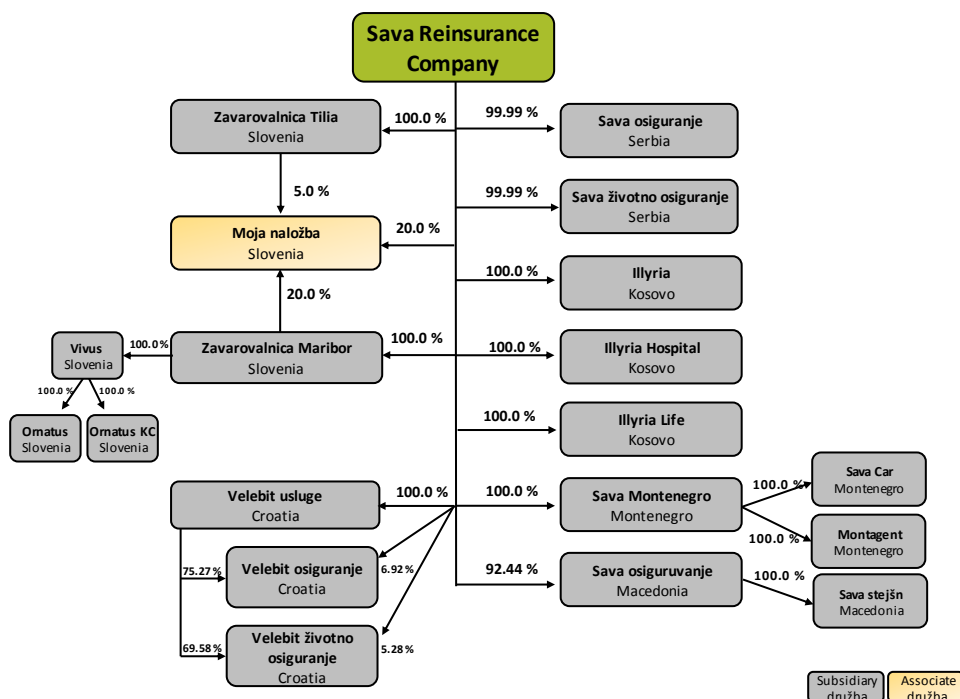 Sava Reinsurance
Company
Zavarovalnica Tilia
Slovenia
100.0 %
99.99 %
Sava osiguranje
Serbia
5.0 %
99.99 %
Sava životno osiguranje
Serbia
Moja naložba
Slovenia
20.0 %
20.0 %
100.0 %
Illyria
Kosovo
Vivus
Slovenia
100.0 %
Zavarovalnica Maribor
Slovenia
100.0 %
100.0 %
Illyria Hospital
Kosovo
100.0 %
100.0 %
Ornatus
Slovenia
Ornatus KC
Slovenia
100.0 %
Illyria Life
Kosovo
Velebit usluge
Croatia
100.0 %
100.0 %
Sava Montenegro
Montenegro
100.0 %
Sava Car
Montenegro
100.0 %
Montagent
Montenegro
75.27 %
Velebit osiguranje
Croatia
6.92 %
92.44 %
Sava osiguruvanje
Macedonia
100.0 %
Sava stejšn
Macedonia
69.58 %
Velebit životno
osiguranje
Croatia
5.28 %
Subsidiary
družba
Associate
družba